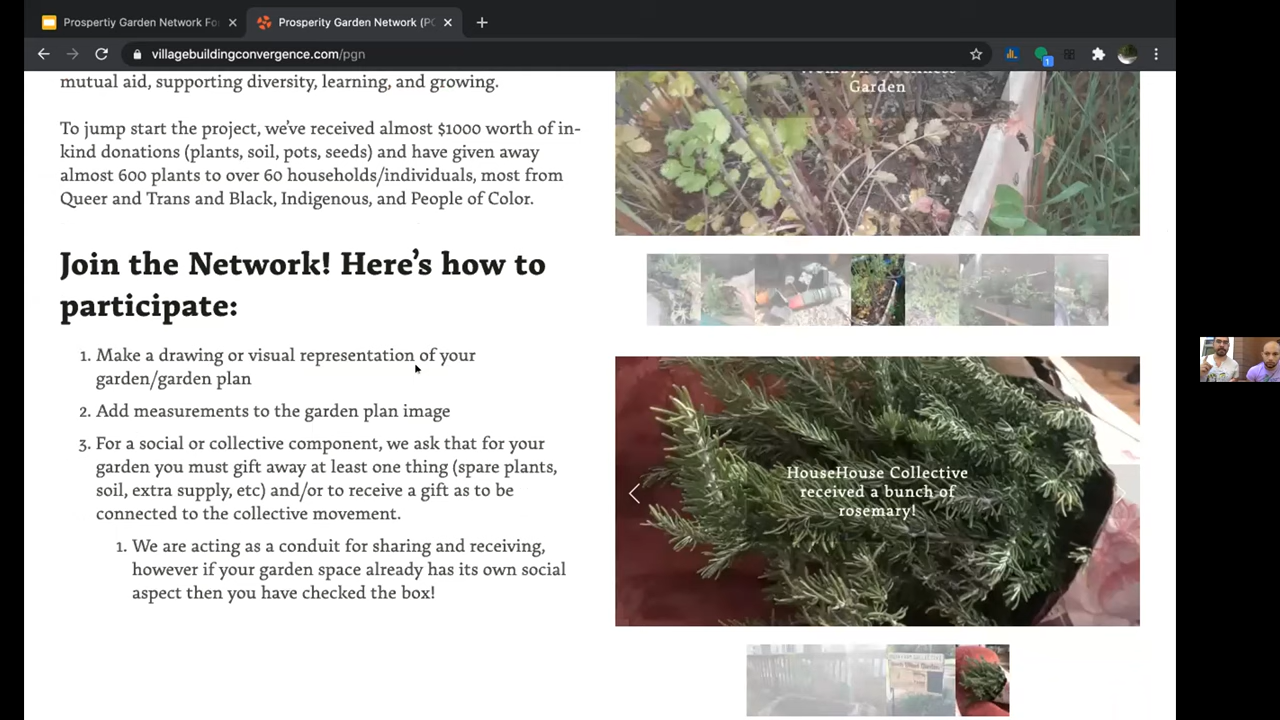 Prospertiy Garden Network Fo
Prosperity Garden Network (PG
villagebuildingconvergence.com/pgn
1
mutual aid, supporting diversity, learning, and growing.
To jump start the project, we've received almost $1000 worth of in-
kind donations (plants, soil, pots, seeds) and have given away
almost 600 plants to over 60 households/individuals, most from
Queer and Trans and Black, Indigenous, and People of Color.
Join the Network! Here's how to
participate:
1. Make a drawing or visual representation of your
garden/garden plan
2. Add measurements to the garden plan image
3. For a social or collective component, we ask that for your
garden you must gift away at least one thing (spare plants,
soil, extra supply, etc) and/or to receive a gift as to be
connected to the collective movement.
1. We are acting as a conduit for sharing and receiving,
however if your garden space already has its own social
aspect then you have checked the box!
Garden
HouseHouse Collective
received a bunch of
rosemary!